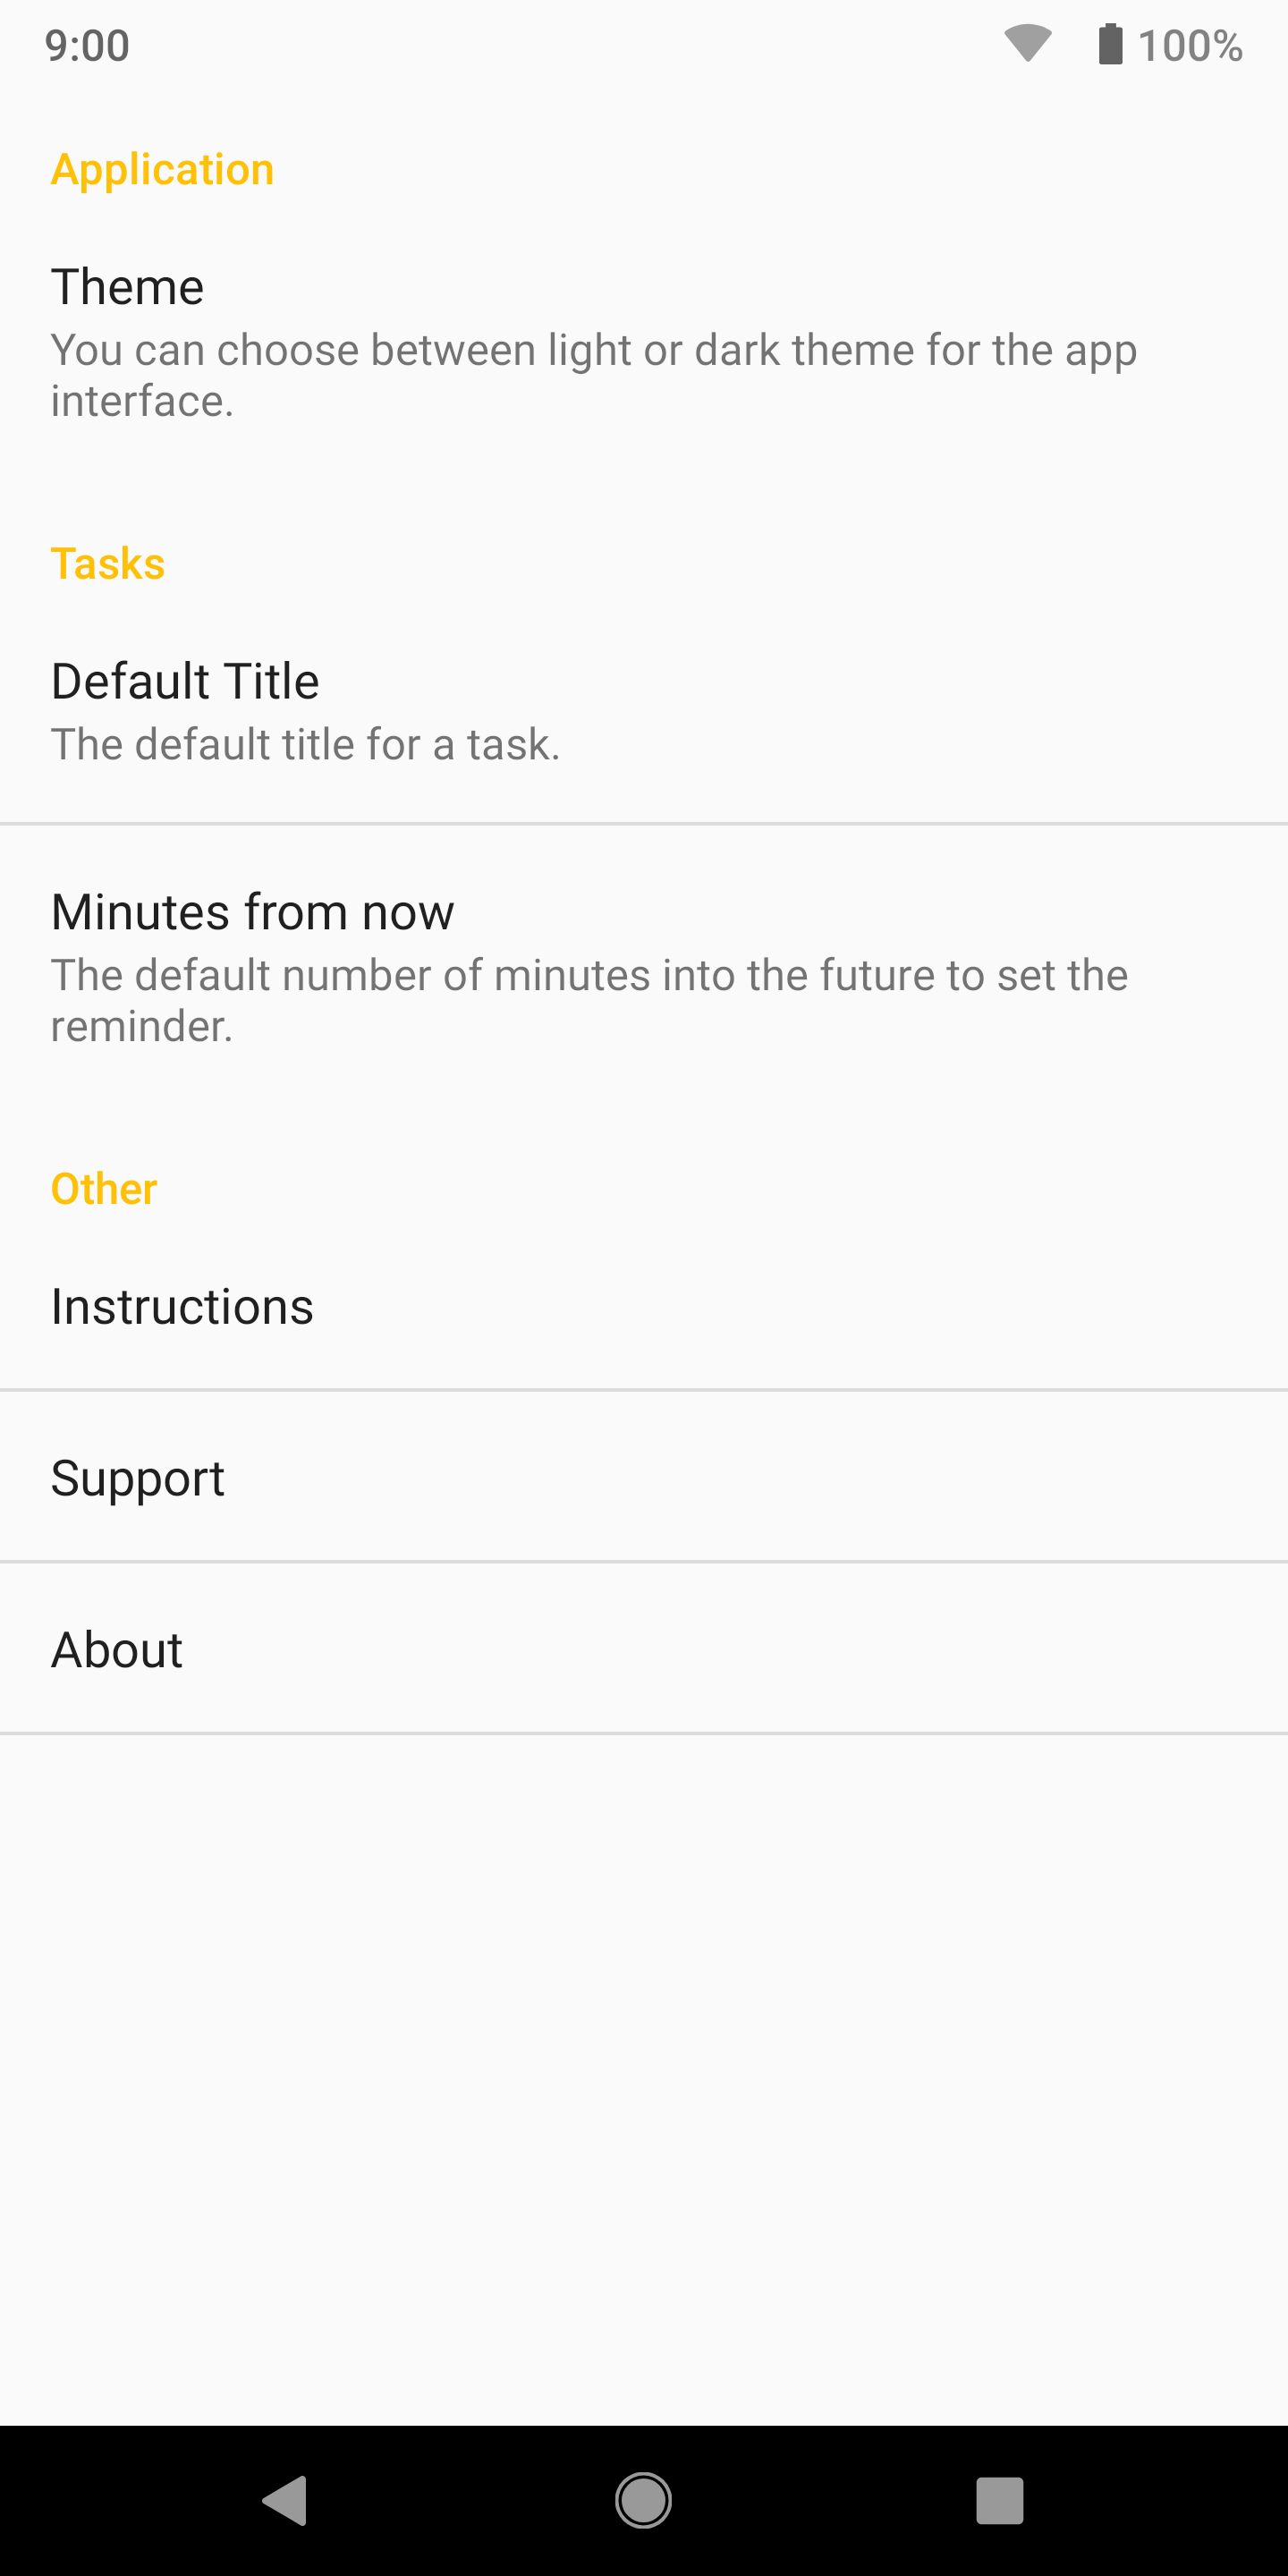 9:00
100%
Application
Theme
You can choose between light or dark theme for the app
interface.
Tasks
Default Title
The default title for a task.
Minutes from now
The default number of minutes into the future to set the
reminder.
Other
Instructions
Support
About